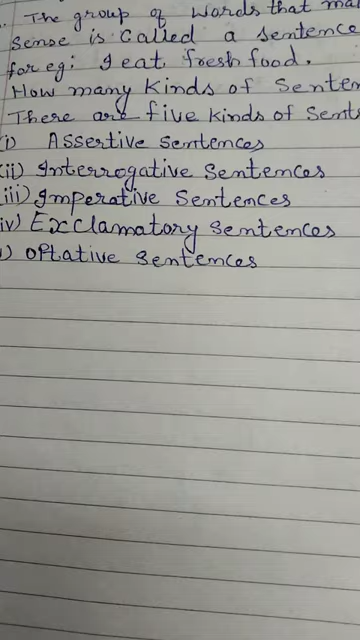 The group of words that ma
Sense is called a sentence
for eg: I eat fresh food.
How many kinds of senten
There are five kinds of sente
(i) Assertive sentences
(ii) Interrogative Sentences
(iii) Imperative Sentences
iv) Exclamatory Sentences
) Optative Sentences